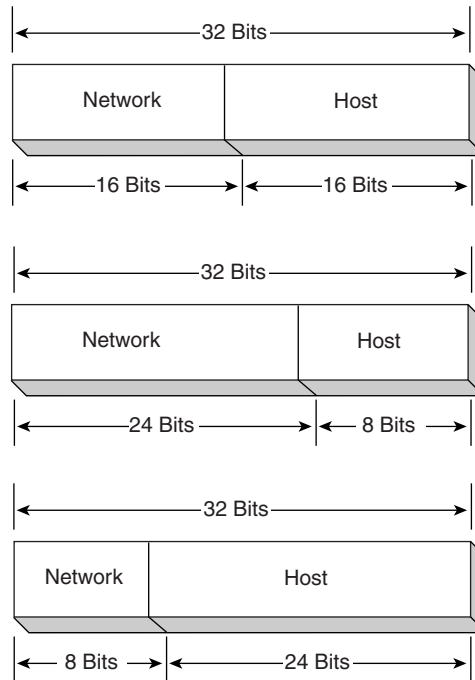 32 Bits
Network Host
16 Bits 16 Bits
32 Bits
Network Host
24 Bits 8 Bits
32 Bits
Network Host
8 Bits 24 Bits